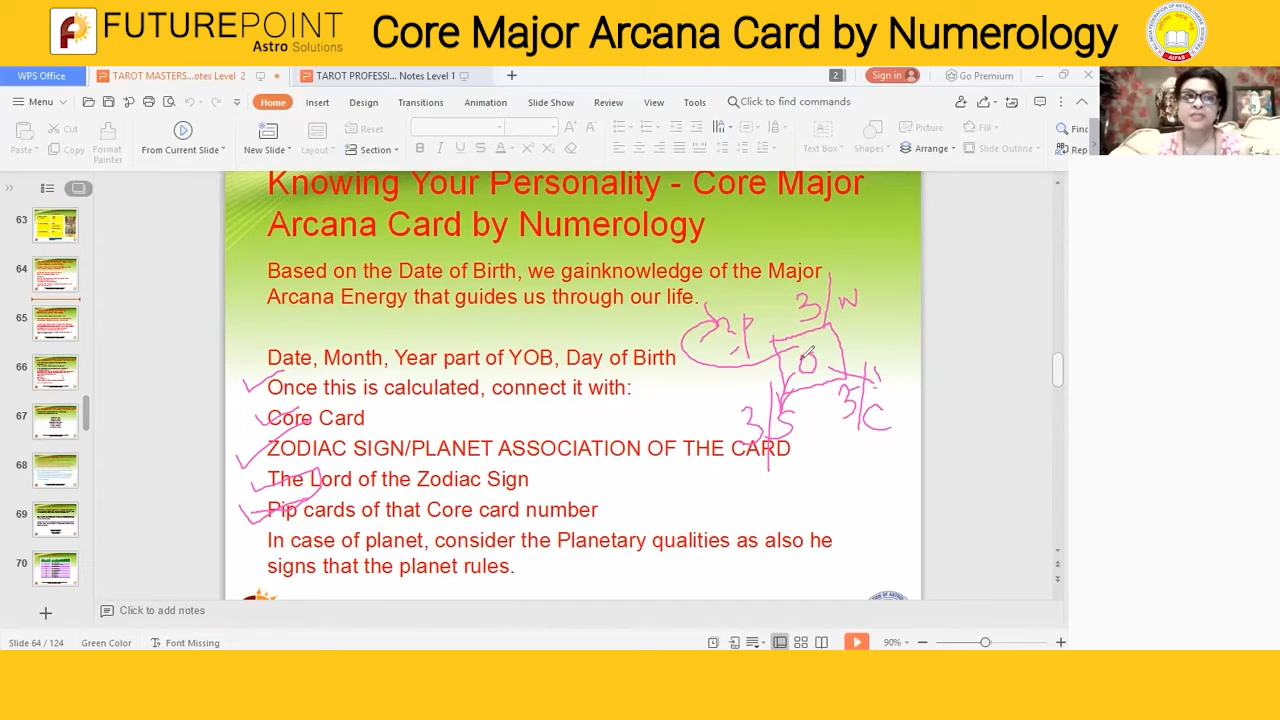 FUTUREPOINT
Astro Solutions
Core Major Arcana Card by Numerology
WPS Office
TAROT MASTERS...otes Level 2
TAROT PROFESSI... Notes Level 1
2
Sign in
Go Premium
Menu
Home
Insert
Design
Transitions
Animation
Slide Show
Review
View
Tools
Click to find commands
Paste
Cut
Copy
Format Painter
From Current Slide
New Slide
Layout
Reset
Section
B I U S A
Text Box
Shapes
Picture
Arrange
Fill
Slide Outline
Find
Rep
63
64
65
66
67
68
69
70
Knowing Your Personality - Core Major
Arcana Card by Numerology
Based on the Date of Birth, we gainknowledge of the Major
Arcana Energy that guides us through our life.
3 W
P
Date, Month, Year part of YOB, Day of Birth
Once this is calculated, connect it with:
3 C
3 S
Core Card
ZODIAC SIGN/PLANET ASSOCIATION OF THE CARD
The Lord of the Zodiac Sign
Pip cards of that Core card number
In case of planet, consider the Planetary qualities as also he
signs that the planet rules.
Click to add notes
Slide 64 / 124
Green Color
Font Missing
90%